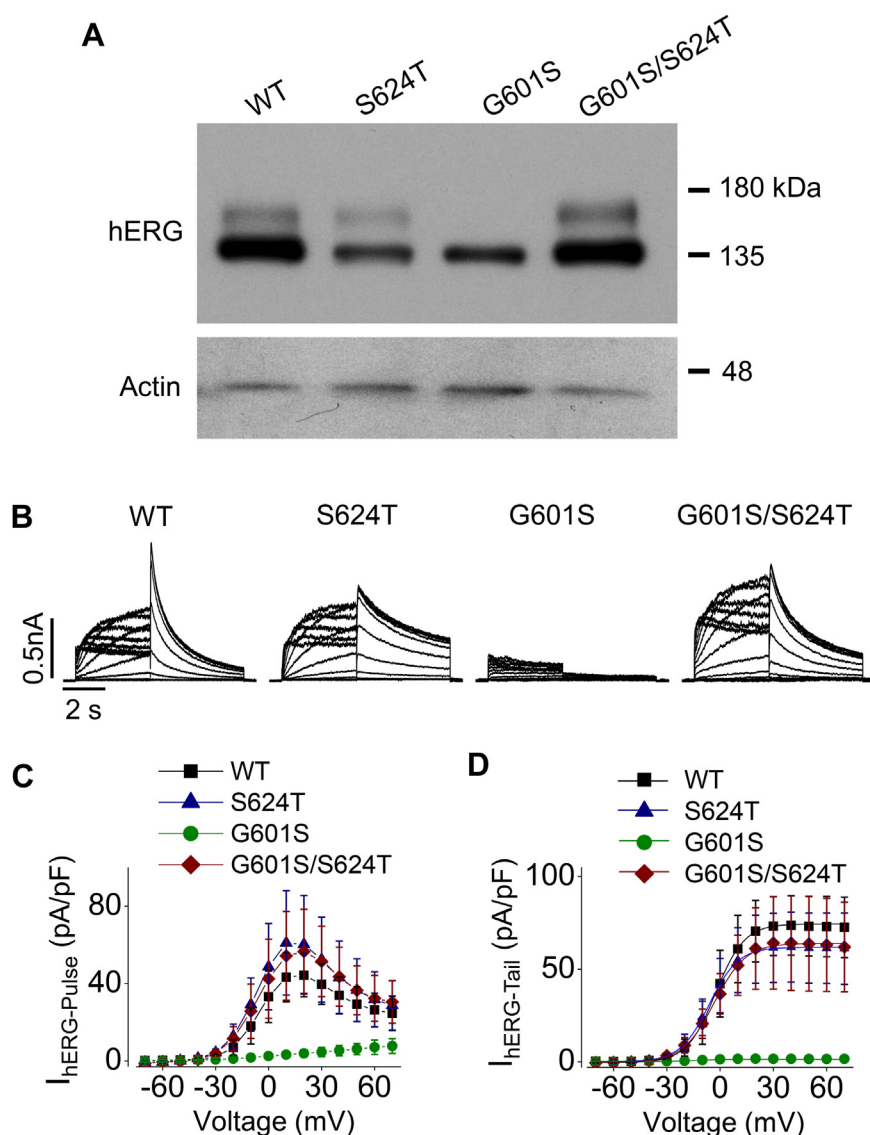 A
WT S624T G601S G601S/S624T
180 kDa
hERG
135
48
Actin
B
WT S624T G601S G601S/S624T
0.5nA
2 s
C
WT
S624T
G601S
G601S/S624T
I hERG-Pulse (pA/pF)
80
40
0
-60 -30 0 30 60
Voltage (mV)
D
WT
S624T
G601S
G601S/S624T
I hERG-Tail (pA/pF)
100
50
0
-60 -30 0 30 60
Voltage (mV)